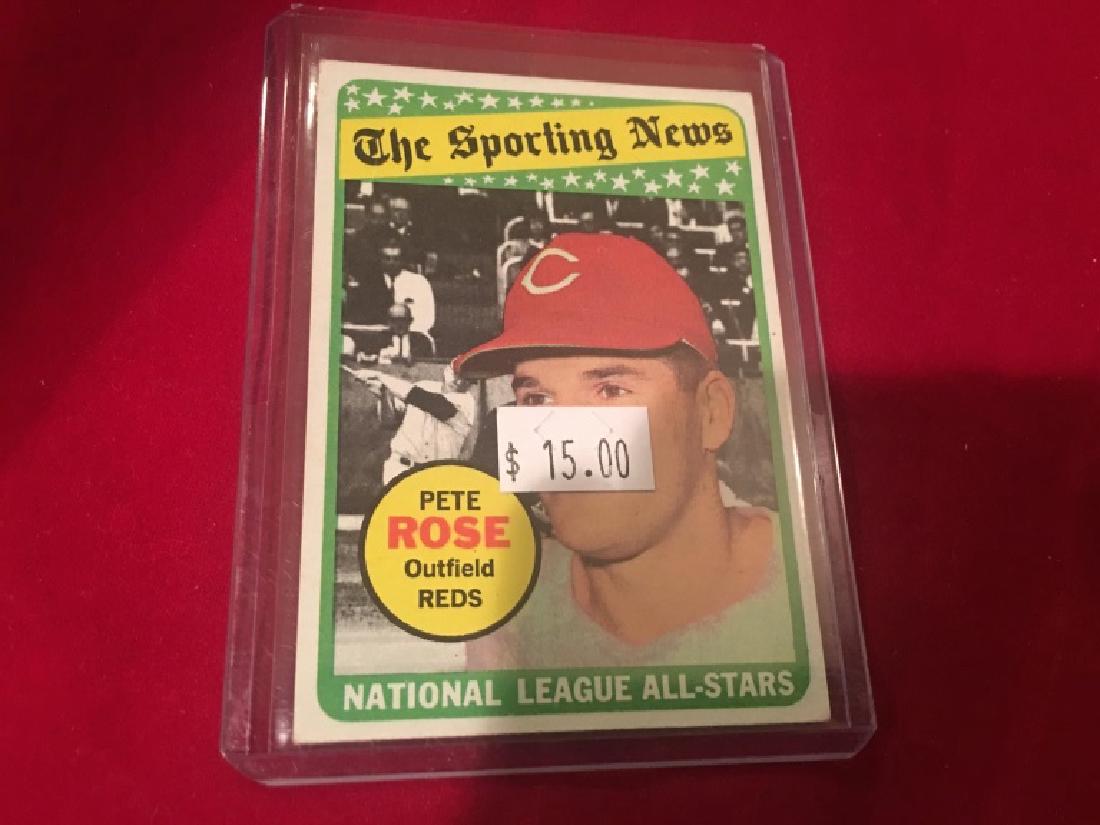 The Sporting News
C
$ 15.00
PETE
ROSE
Outfield
REDS
NATIONAL LEAGUE ALL-STARS